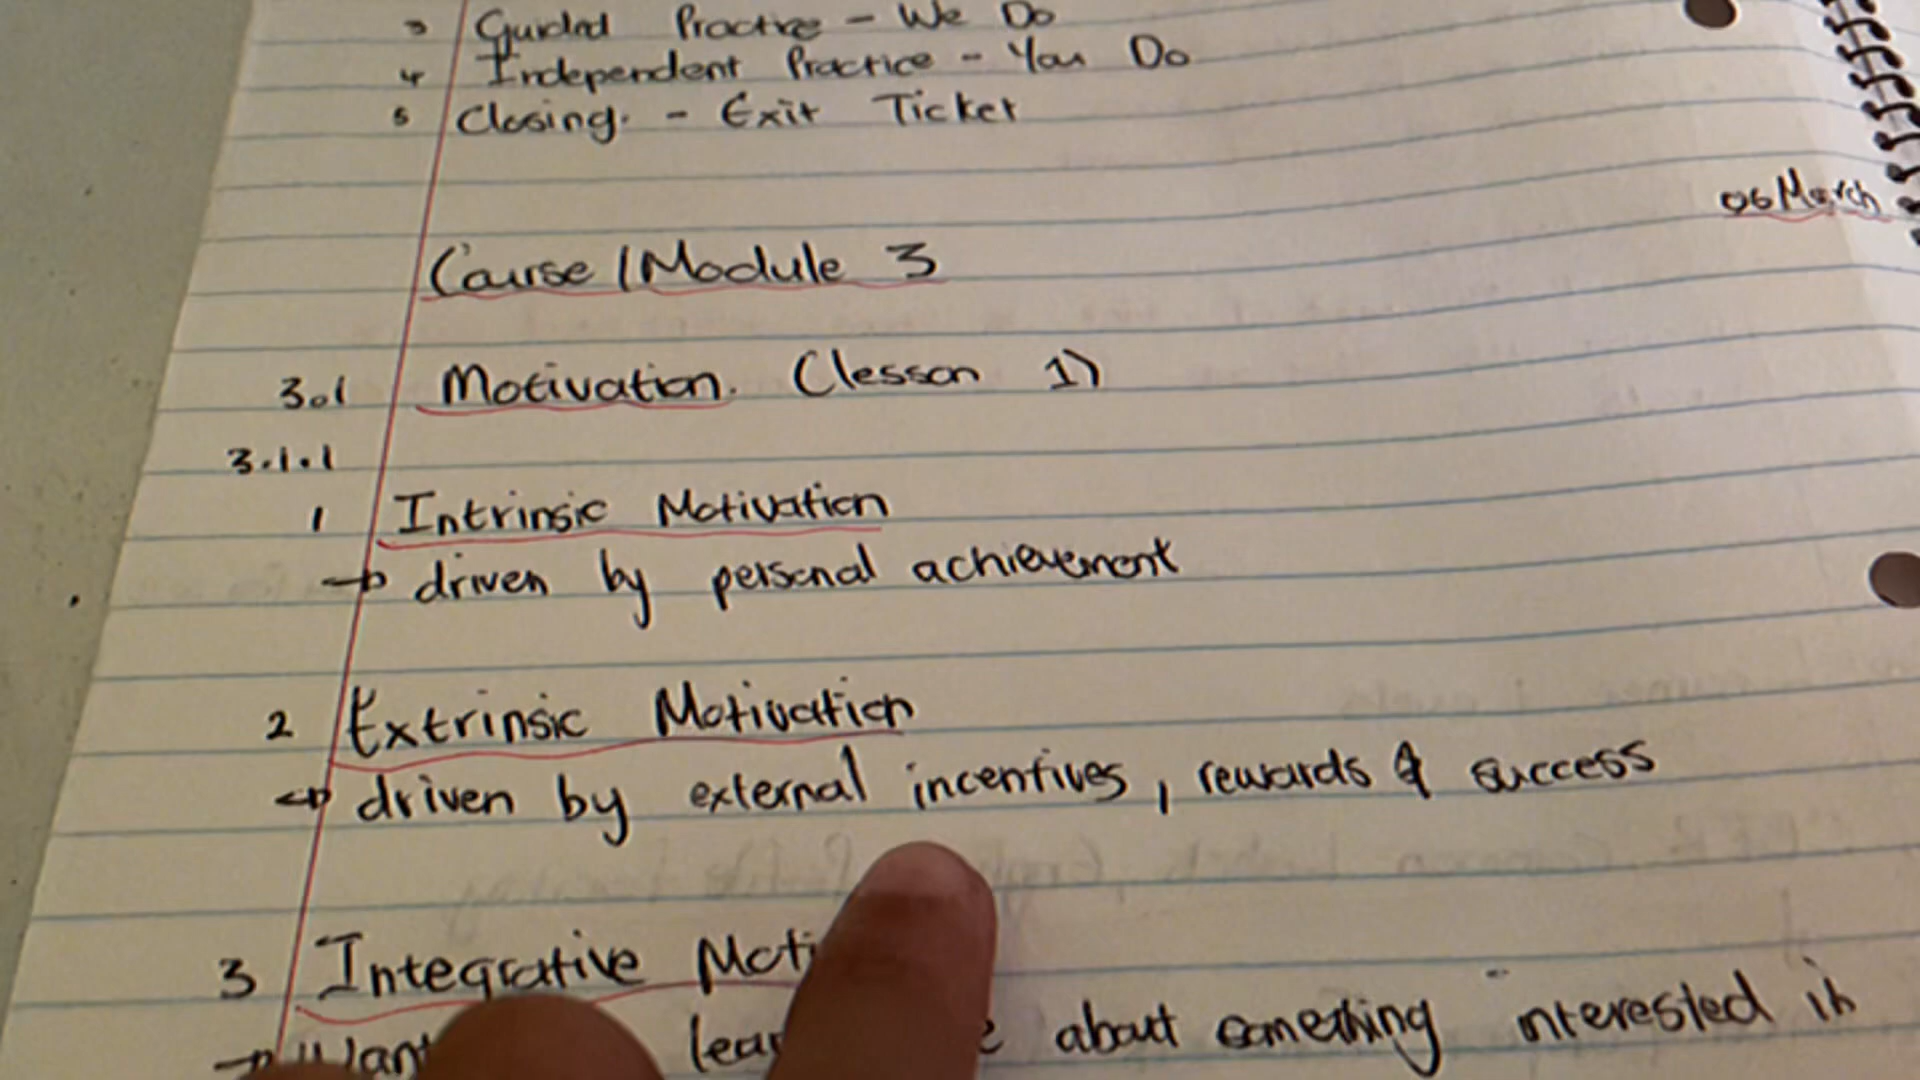 3 Guided Practice - We Do
4 Independent Practice - You Do
5 Closing. - Exit Ticket
06 March
Course/Module 3
3.1 Motivation. (lesson 1)
3.1.1
1 Intrinsic Motivation
→ driven by personal achievement
2 Extrinsic Motivation
↪ driven by external incentives, rewards & success
3 Integrative
→ about something interested in